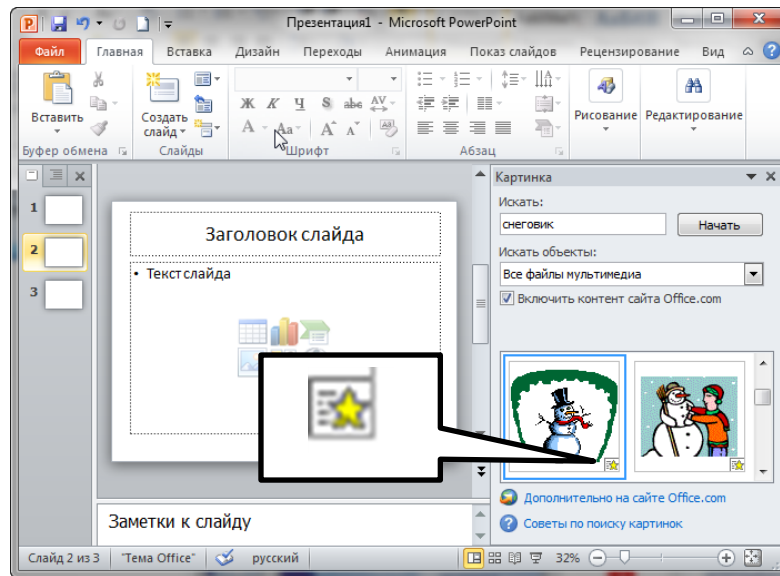 Презентация1 - Microsoft PowerPoint
Файл Главная Вставка Дизайн Переходы Анимация Показ слайдов Рецензирование Вид
Вставить
Создать слайд
Ж К Ч S abc AV
A Aa A A
Рисование Редактирование
Буфер обмена Слайды Шрифт Абзац
1
2
3
Заголовок слайда
• Текст слайда
Заметки к слайду
Картинка
Искать:
снеговик Начать
Искать объекты:
Все файлы мультимедиа
Включить контент сайта Office.com
Дополнительно на сайте Office.com
Советы по поиску картинок
Слайд 2 из 3 "Тема Office" русский 32%